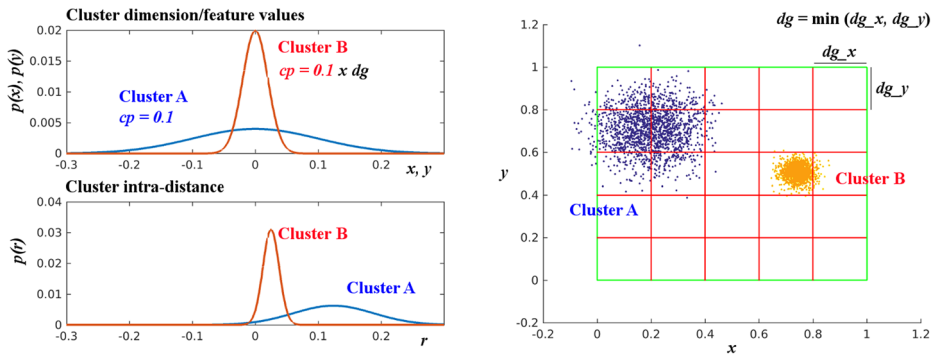 Cluster dimension/feature values
p(x), p(y)
0.02
0.015
0.01
0.005
0
-0.3
-0.2
-0.1
0
0.1
0.2
x, y
Cluster B
cp = 0.1 x dg
Cluster A
cp = 0.1
Cluster intra-distance
p(r)
0.04
0.03
0.02
0.01
0
-0.3
-0.2
-0.1
0
0.1
0.2
r
Cluster B
Cluster A
dg = min (dg_x, dg_y)
dg_x
dg_y
1.2
1
0.8
0.6
0.4
0.2
0
-0.2
y
Cluster B
Cluster A
-0.2
0
0.2
0.4
0.6
0.8
1
1.2
x